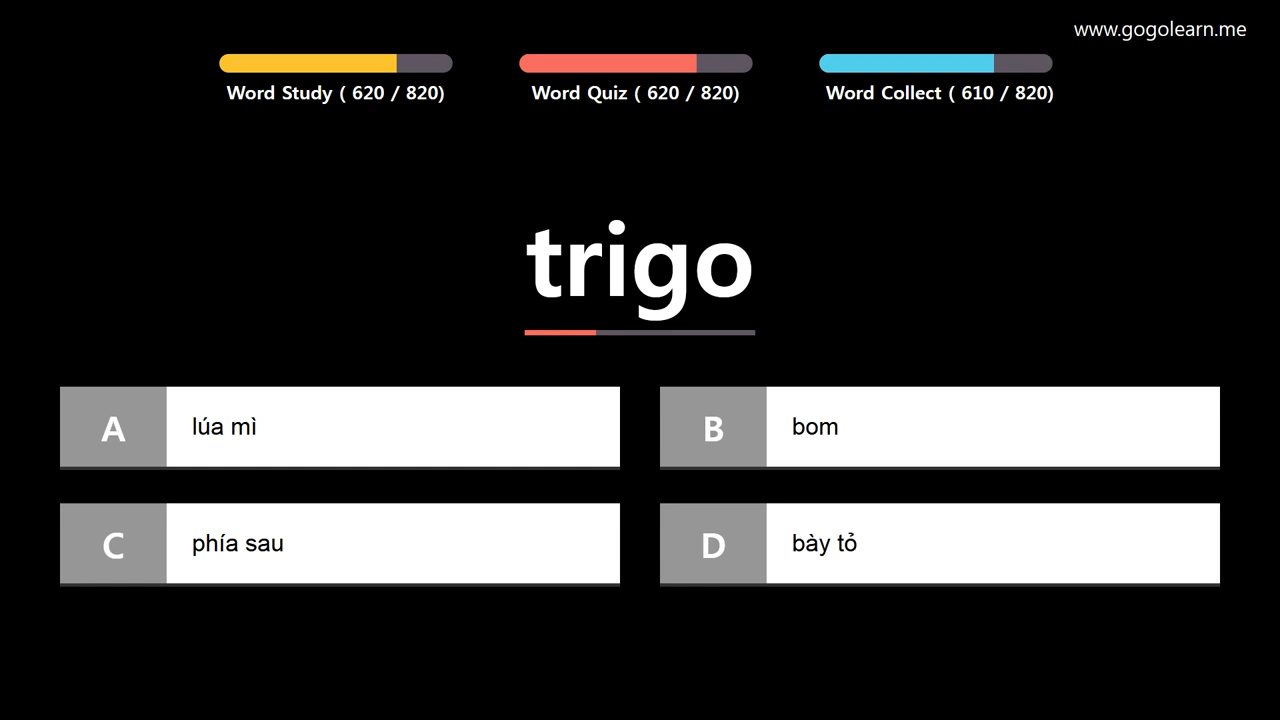 www.gogolearn.me
Word Study ( 620 / 820)
Word Quiz ( 620 / 820)
Word Collect ( 610 / 820)
trigo
A lúa mì
B bom
C phía sau
D bày tỏ